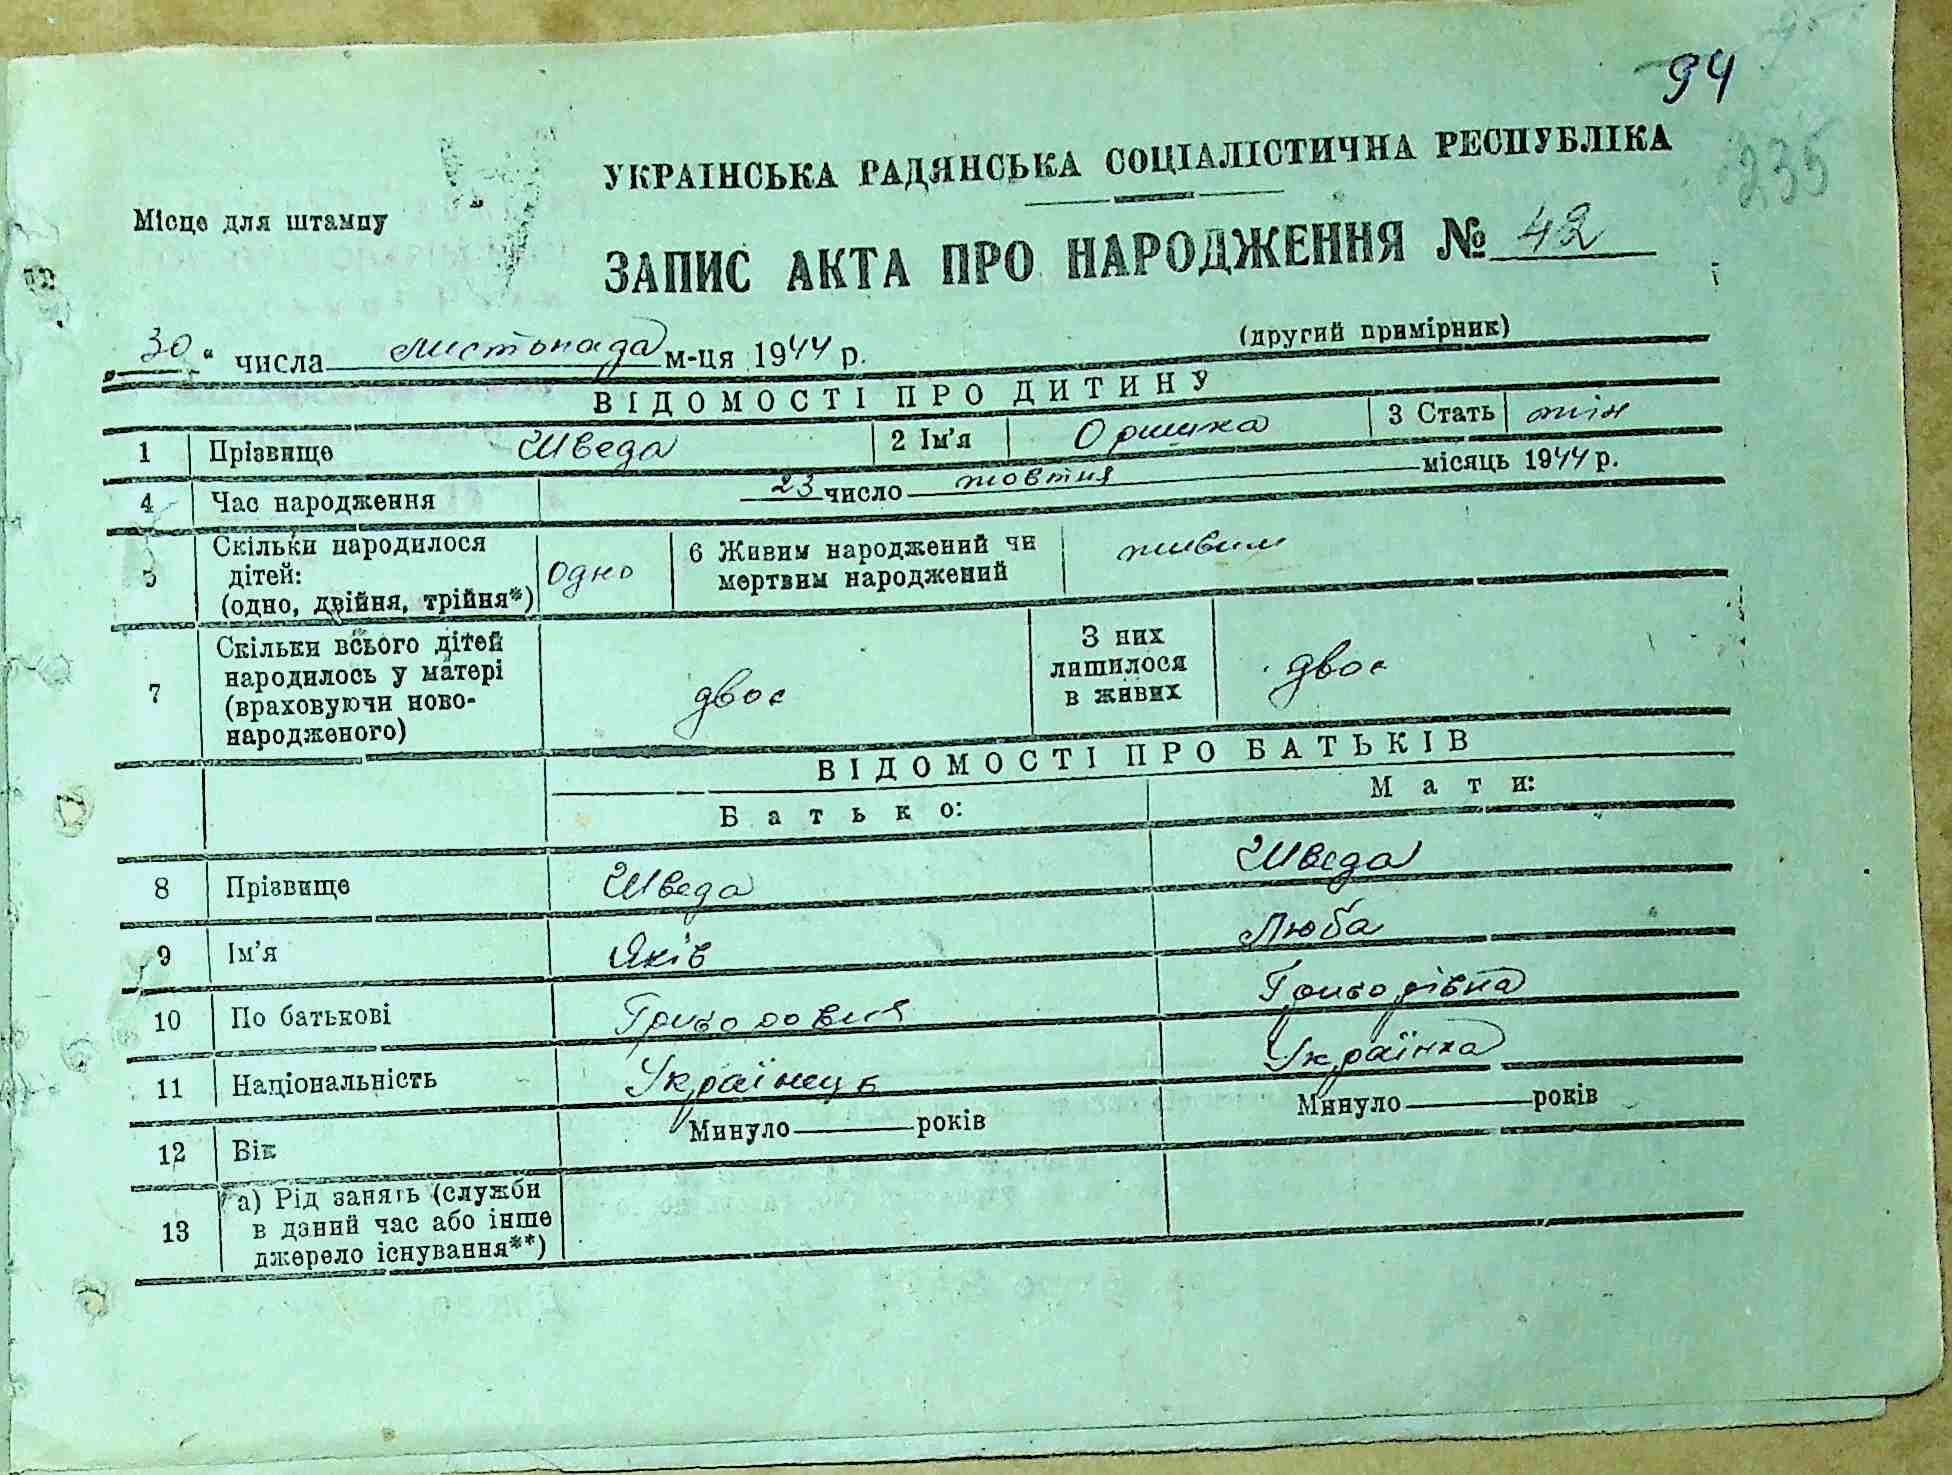 94
235
УКРАЇНСЬКА РАДЯНСЬКА СОЦІАЛІСТИЧНА РЕСПУБЛІКА
Місце для штампу
ЗАПИС АКТА ПРО НАРОДЖЕННЯ № 42
(другий примірник)
„30“ числа листопада м-ця 1944 р.
ВІДОМОСТІ ПРО ДИТИНУ
1 Прізвище Шведа 2 Ім'я Оришка 3 Стать жін
4 Час народження 23 число жовтня місяць 1944 р.
5 Скільки народилося дітей: (одно, двійня, трійня*) одно 6 Живим народжений чи мертвим народжений живим
7 Скільки всього дітей народилось у матері (враховуючи ново-народженого) двоє З них лишилося в живих двоє
ВІДОМОСТІ ПРО БАТЬКІВ
Батько: Мати:
8 Прізвище Шведа Шведа
9 Ім'я Яків Люба
10 По батькові Григорович Григорівна
11 Національність Українець Українка
12 Вік Минуло ― років Минуло ― років
13 а) Рід занять (служби в даний час або інше джерело існування**)